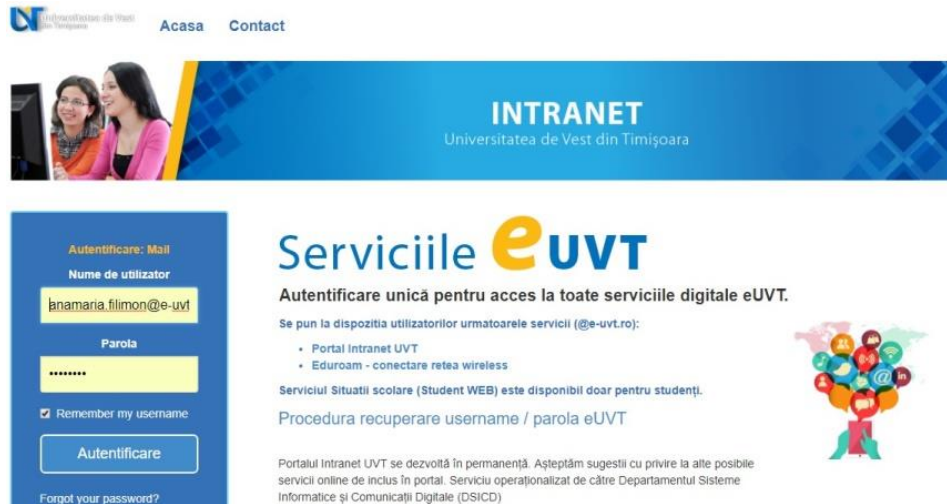 Universitatea de Vest
din Timişoara
Acasa
Contact
INTRANET
Universitatea de Vest din Timişoara
Autentificare: Mail
Nume de utilizator
anamaria.filimon@e-uvt
Parola
••••••••
Remember my username
Autentificare
Forgot your password?
Serviciile eUVT
Autentificare unică pentru acces la toate serviciile digitale eUVT.
Se pun la dispozitia utilizatorilor urmatoarele servicii (@e-uvt.ro):
• Portal Intranet UVT
• Eduroam - conectare retea wireless
Serviciul Situatii scolare (Student WEB) este disponibil doar pentru studenți.
Procedura recuperare username / parola eUVT
Portalul Intranet UVT se dezvoltă în permanență. Așteptăm sugestii cu privire la alte posibile
servicii online de inclus în portal. Serviciu operaționalizat de către Departamentul Sisteme
Informatice și Comunicații Digitale (DSICD)